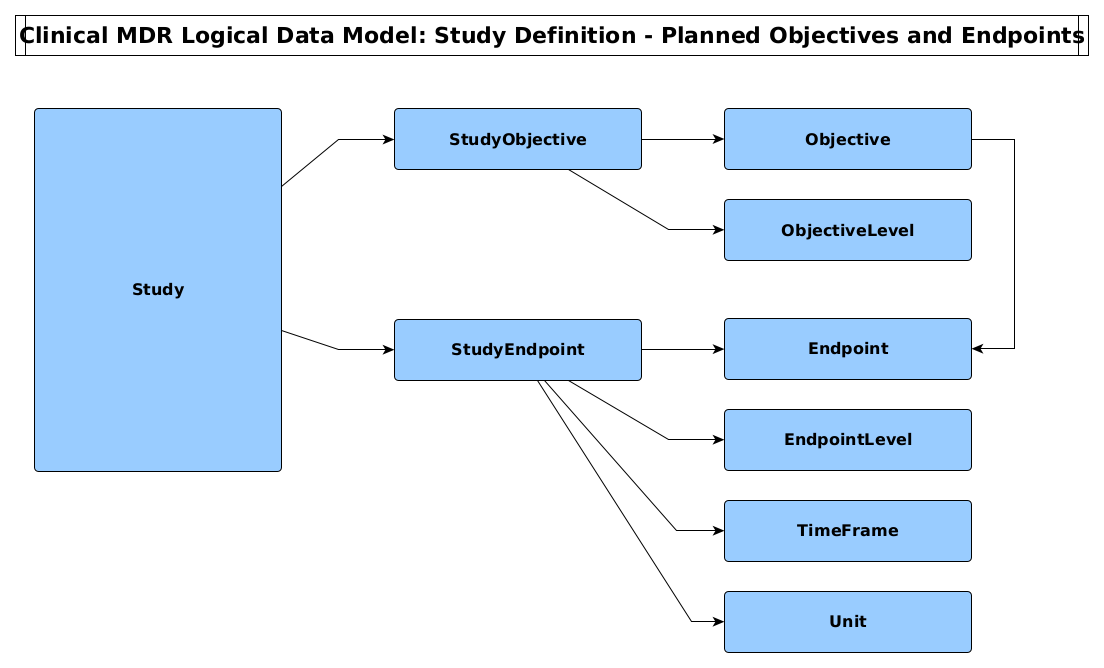 Clinical MDR Logical Data Model: Study Definition - Planned Objectives and Endpoints
StudyObjective
Objective
ObjectiveLevel
Study
StudyEndpoint
Endpoint
EndpointLevel
TimeFrame
Unit